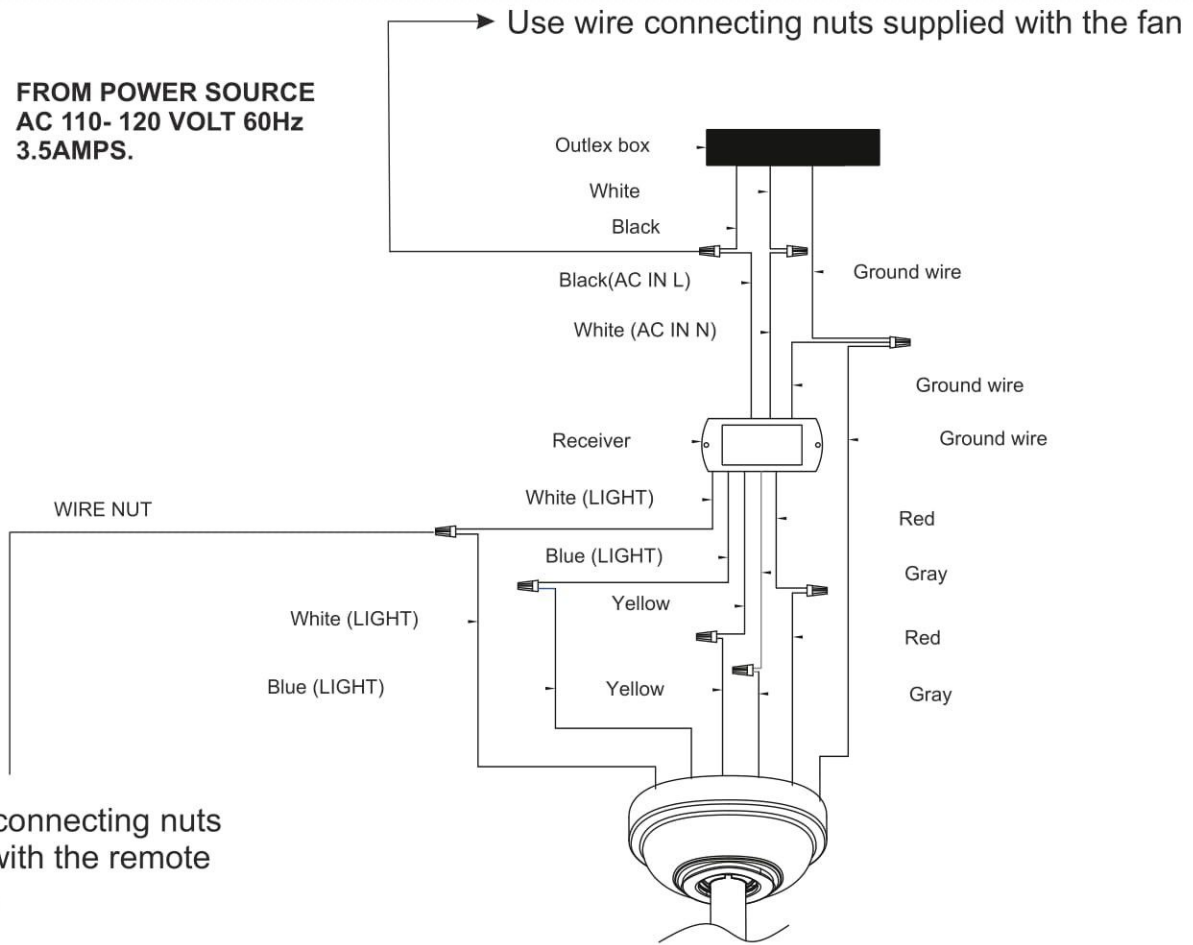 Use wire connecting nuts supplied with the fan
FROM POWER SOURCE
AC 110- 120 VOLT 60Hz
3.5AMPS.
Outlex box
White
Black
Ground wire
Black(AC IN L)
White (AC IN N)
Ground wire
Receiver
Ground wire
White (LIGHT)
WIRE NUT
Red
Blue (LIGHT)
Gray
Yellow
White (LIGHT)
Red
Blue (LIGHT)
Yellow
Gray
connecting nuts
with the remote